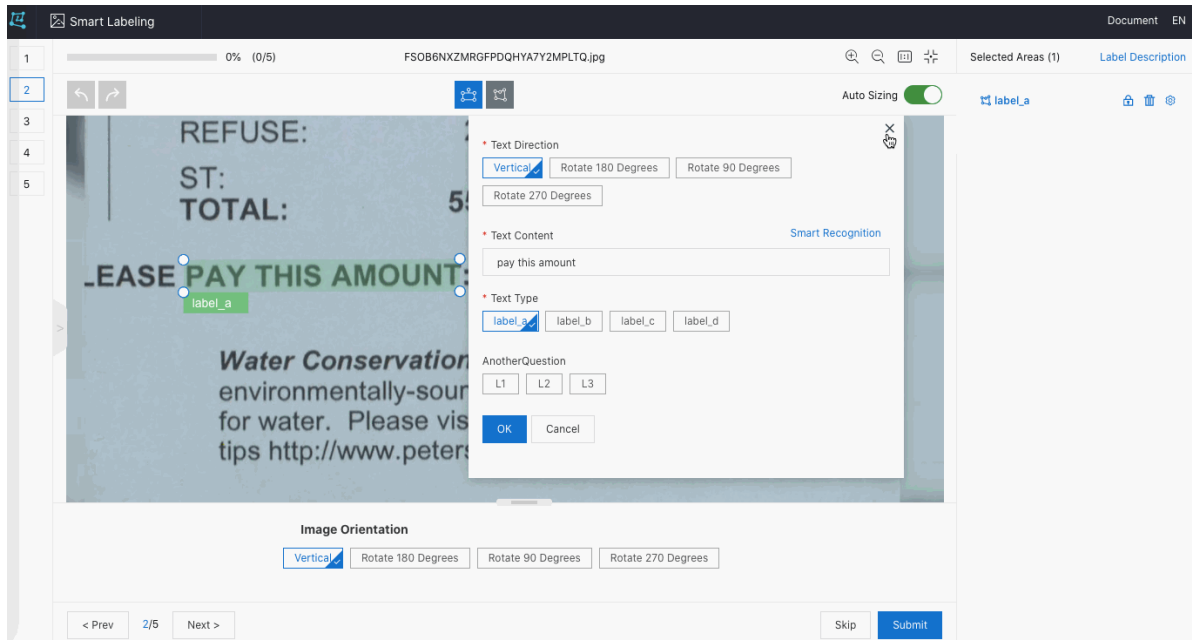 Smart Labeling
Document EN
1
2
3
4
5
0% (0/5)
FSOB6NXZMRGFPDQHYA7Y2MPLTQ.jpg
1:1
Selected Areas (1)
Label Description
Auto Sizing
label_a
REFUSE:
ST:
TOTAL: 55
LEASE PAY THIS AMOUNT:
label_a
Water Conservation
environmentally-sour
for water. Please vis
tips http://www.peters
* Text Direction
Vertical Rotate 180 Degrees Rotate 90 Degrees
Rotate 270 Degrees
* Text Content Smart Recognition
pay this amount
* Text Type
label_a label_b label_c label_d
AnotherQuestion
L1 L2 L3
OK Cancel
Image Orientation
Vertical Rotate 180 Degrees Rotate 90 Degrees Rotate 270 Degrees
< Prev 2/5 Next >
Skip Submit